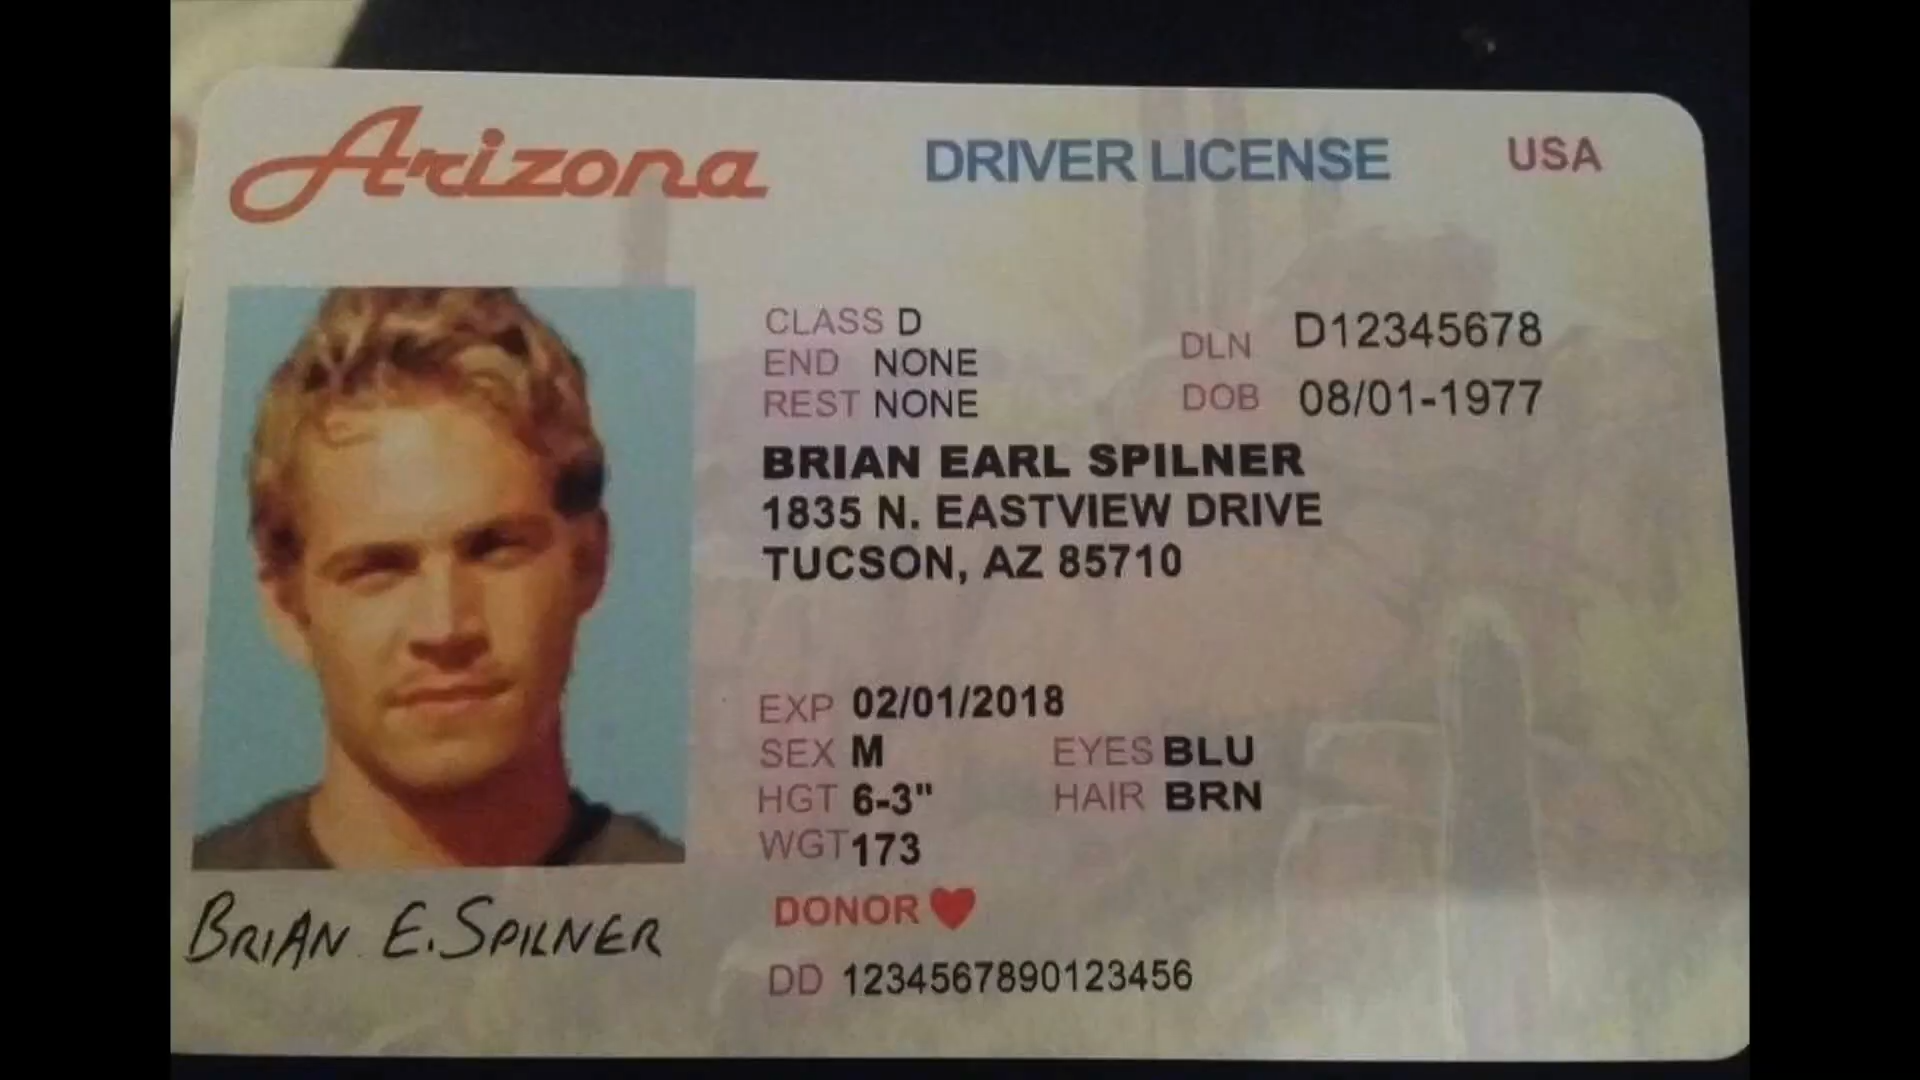 Arizona DRIVER LICENSE USA
CLASS D
END NONE
REST NONE
DLN D12345678
DOB 08/01-1977
BRIAN EARL SPILNER
1835 N. EASTVIEW DRIVE
TUCSON, AZ 85710
EXP 02/01/2018
SEX M EYES BLU
HGT 6-3" HAIR BRN
WGT 173
DONOR
BRIAN E. SPILNER
DD 1234567890123456